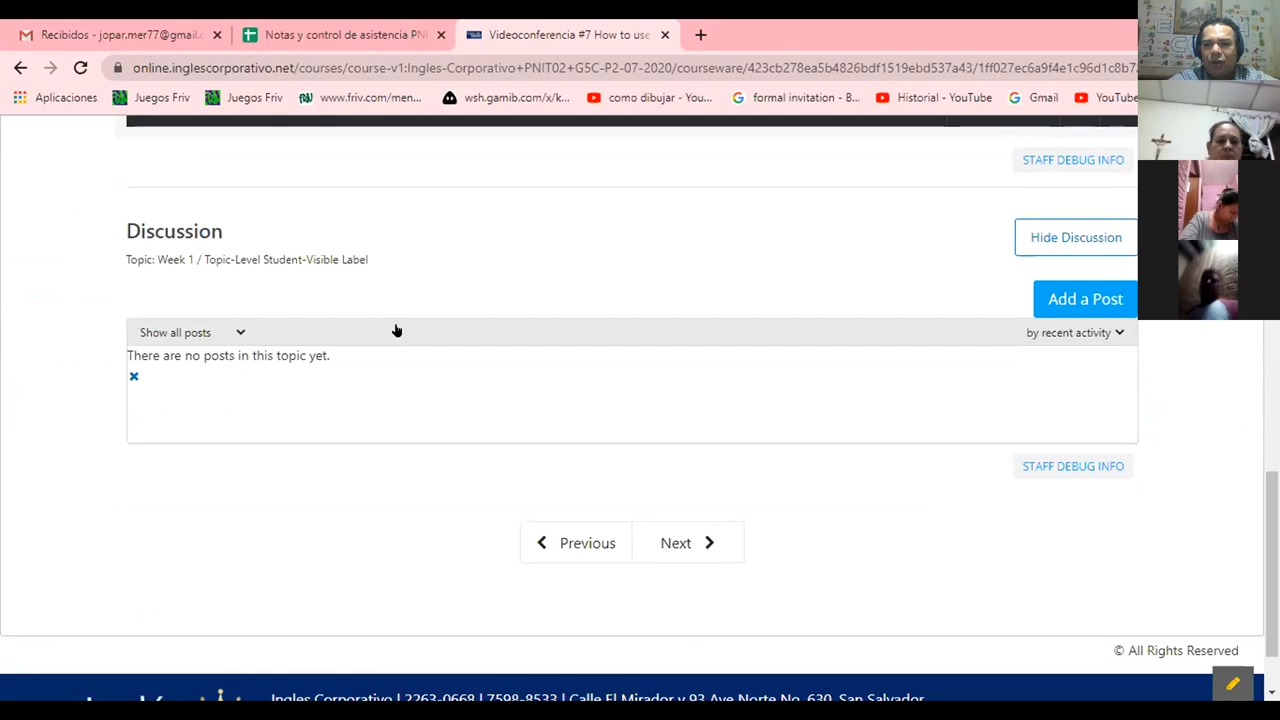 Recibidos - jopar.mer77@gmail.c
Notas y control de asistencia PNI
Videoconferencia #7 How to use
online.inglescorporativo.net/courses/course-v1:Ingles-Corporativo+PNIT02+G5C-P2-07-2020/courseware/423cb278ea5b4826bdf1519ebd537a43/1ff027ec6a9f4e1c96d1c8b7
Aplicaciones
Juegos Friv
Juegos Friv
www.friv.com/men...
wsh.gamib.com/x/k...
como dibujar - You...
formal invitation - B...
Historial - YouTube
Gmail
YouTube
STAFF DEBUG INFO
Discussion
Hide Discussion
Topic: Week 1 / Topic-Level Student-Visible Label
Add a Post
Show all posts
by recent activity
There are no posts in this topic yet.
STAFF DEBUG INFO
Previous
Next
© All Rights Reserved
Ingles Corporativo | 2263-0668 | 7598-8533 | Calle El Mirador y 93 Ave Norte No. 630, San Salvador